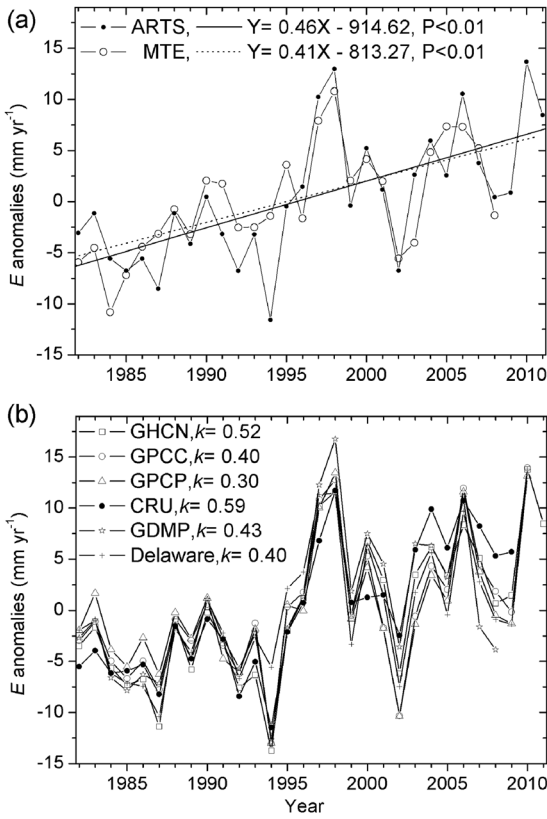 (a)
ARTS, Y= 0.46X - 914.62, P<0.01
MTE, Y= 0.41X - 813.27, P<0.01
E anomalies (mm yr⁻¹)
15
10
5
0
-5
-10
-15
1985 1990 1995 2000 2005 2010
(b)
GHCN,k= 0.52
GPCC,k= 0.40
GPCP,k= 0.30
CRU,k= 0.59
GDMP,k= 0.43
Delaware,k= 0.40
E anomalies (mm yr⁻¹)
15
10
5
0
-5
-10
-15
1985 1990 1995 2000 2005 2010
Year